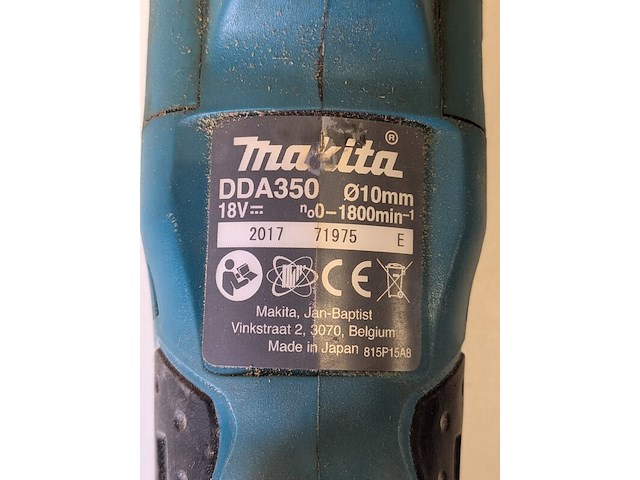 makita®
DDA350 Ø10mm
18V⎓ n₀0-1800min⁻¹
2017 71975 E
CE
Makita, Jan-Baptist
Vinkstraat 2, 3070, Belgium
Made in Japan 815P15A8